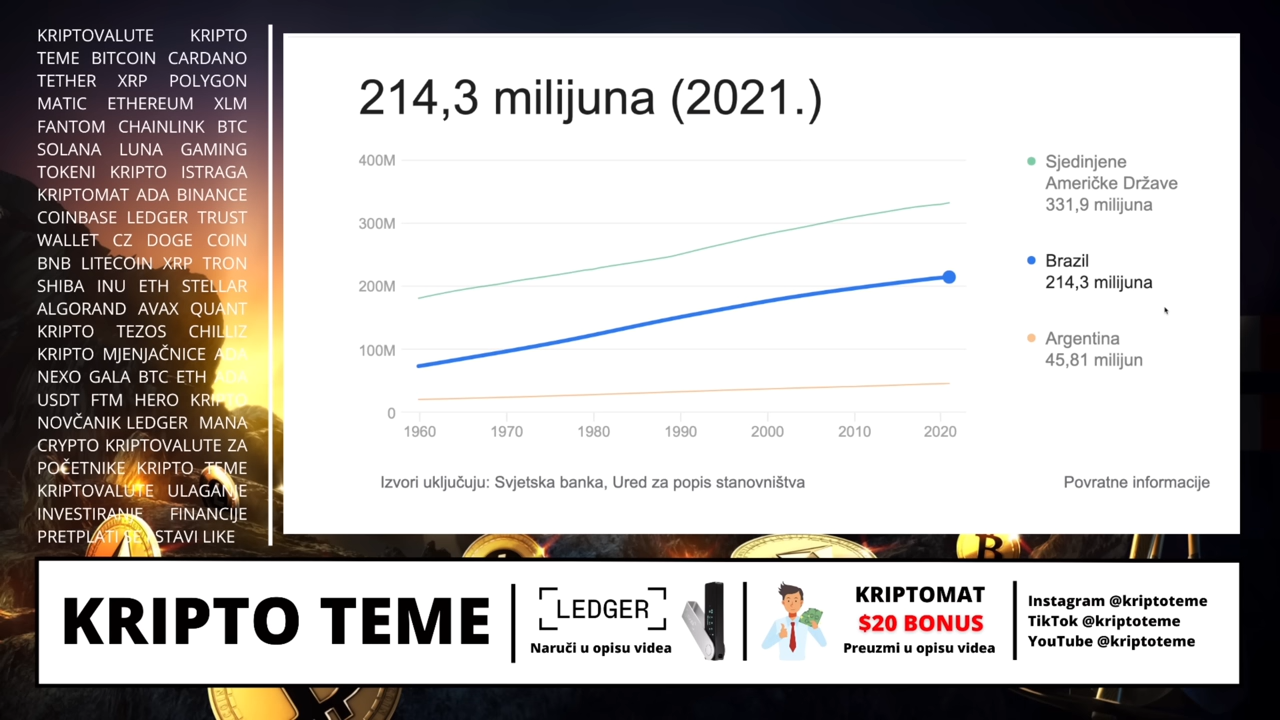 KRIPTOVALUTE KRIPTO
TEME BITCOIN CARDANO
TETHER XRP POLYGON
MATIC ETHEREUM XLM
FANTOM CHAINLINK BTC
SOLANA LUNA GAMING
TOKENI KRIPTO ISTRAGA
KRIPTOMAT ADA BINANCE
COINBASE LEDGER TRUST
WALLET CZ DOGE COIN
BNB LITECOIN XRP TRON
SHIBA INU ETH STELLAR
ALGORAND AVAX QUANT
KRIPTO TEZOS CHILLIZ
KRIPTO MJENJAČNICE ADA
NEXO GALA BTC ETH ADA
USDT FTM HERO KRIPTO
NOVČANIK LEDGER MANA
CRYPTO KRIPTOVALUTE ZA
POČETNIKE KRIPTO TEME
KRIPTOVALUTE ULAGANJE
INVESTIRANJE FINANCIJE
PRETPLATI SE I STAVI LIKE
214,3 milijuna (2021.)
400M
300M
200M
100M
0
1960 1970 1980 1990 2000 2010 2020
Sjedinjene
Američke Države
331,9 milijuna
Brazil
214,3 milijuna
Argentina
45,81 milijun
Izvori uključuju: Svjetska banka, Ured za popis stanovništva
Povratne informacije
KRIPTO TEME
LEDGER
Naruči u opisu videa
KRIPTOMAT
$20 BONUS
Preuzmi u opisu videa
Instagram @kriptoteme
TikTok @kriptoteme
YouTube @kriptoteme